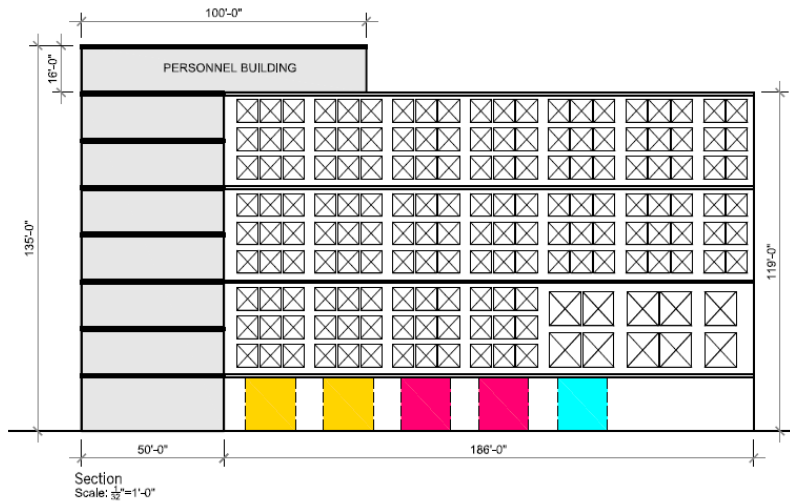 100'-0"
16'-0"
PERSONNEL BUILDING
135'-0"
119'-0"
50'-0"
186'-0"
Section
Scale: 1/32"=1'-0"